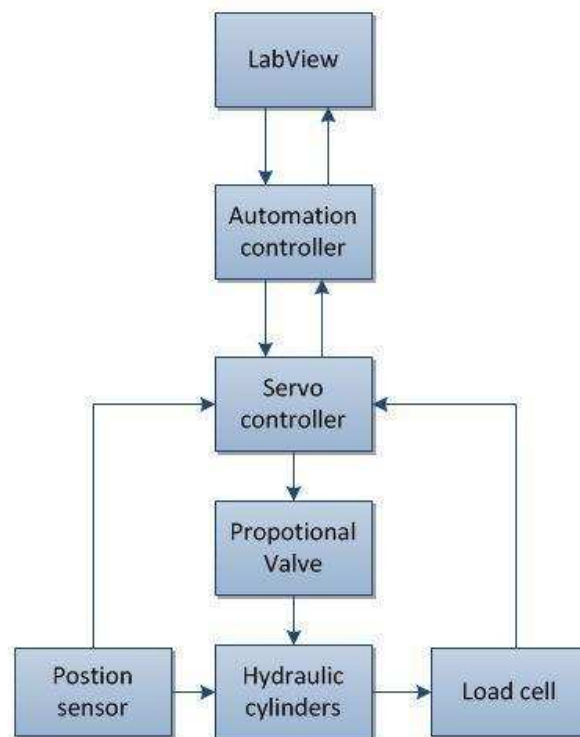 LabView
Automation
controller
Servo
controller
Propotional
Valve
Postion
sensor
Hydraulic
cylinders
Load cell